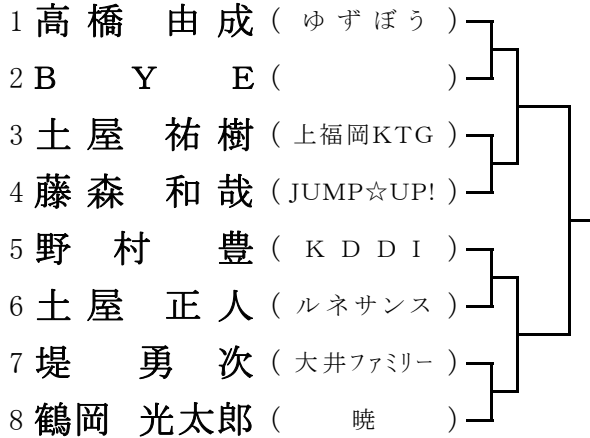 1 高橋 由成 ( ゆずぼう )
2 BYE ( )
3 土屋 祐樹 ( 上福岡KTG )
4 藤森 和哉 ( JUMP☆UP! )
5 野村 豊 ( KDDI )
6 土屋 正人 ( ルネサンス )
7 堤 勇次 ( 大井ファミリー )
8 鶴岡 光太郎 ( 暁 )